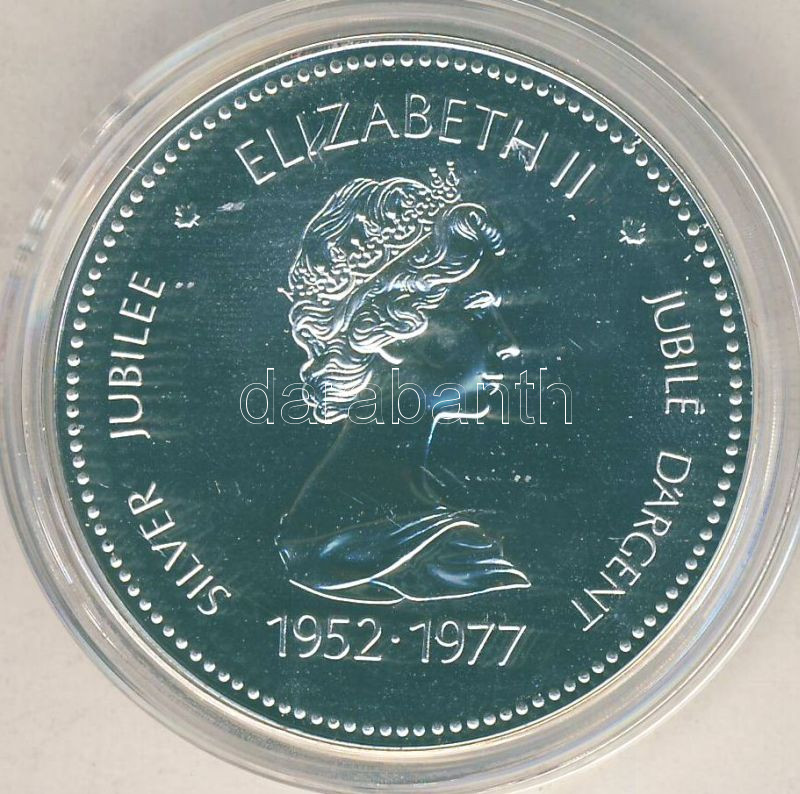 ELIZABETH II
SILVER JUBILEE
JUBILÉ D'ARGENT
1952·1977
darabanth